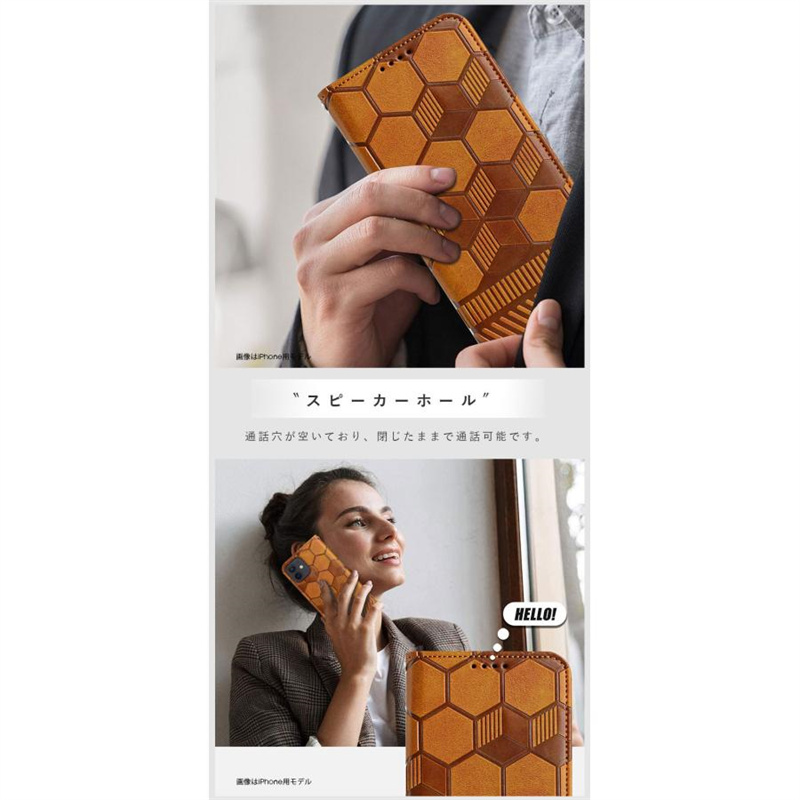 画像はiPhone用モデル
〝スピーカーホール〞
通話穴が空いており、閉じたままで通話可能です。
HELLO!
画像はiPhone用モデル